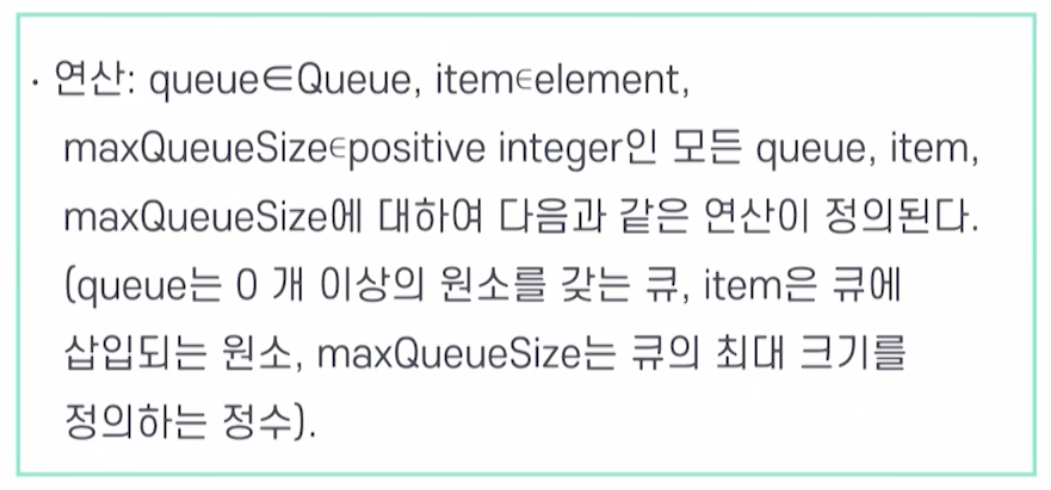 · 연산: queue∈Queue, item∈element,
maxQueueSize∈positive integer인 모든 queue, item,
maxQueueSize에 대하여 다음과 같은 연산이 정의된다.
(queue는 0 개 이상의 원소를 갖는 큐, item은 큐에
삽입되는 원소, maxQueueSize는 큐의 최대 크기를
정의하는 정수).